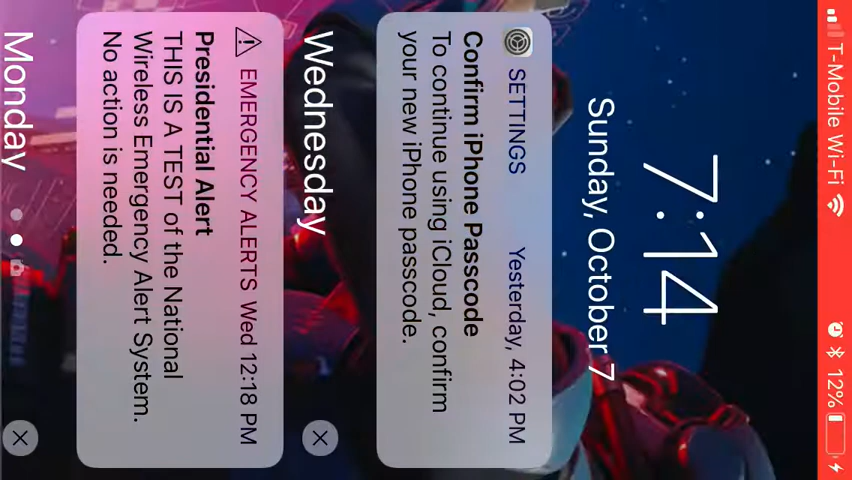 T-Mobile Wi-Fi 12%
7:14
Sunday, October 7
SETTINGS Yesterday, 4:02 PM
Confirm iPhone Passcode
To continue using iCloud, confirm
your new iPhone passcode.
Wednesday
EMERGENCY ALERTS Wed 12:18 PM
Presidential Alert
THIS IS A TEST of the National
Wireless Emergency Alert System.
No action is needed.
Monday